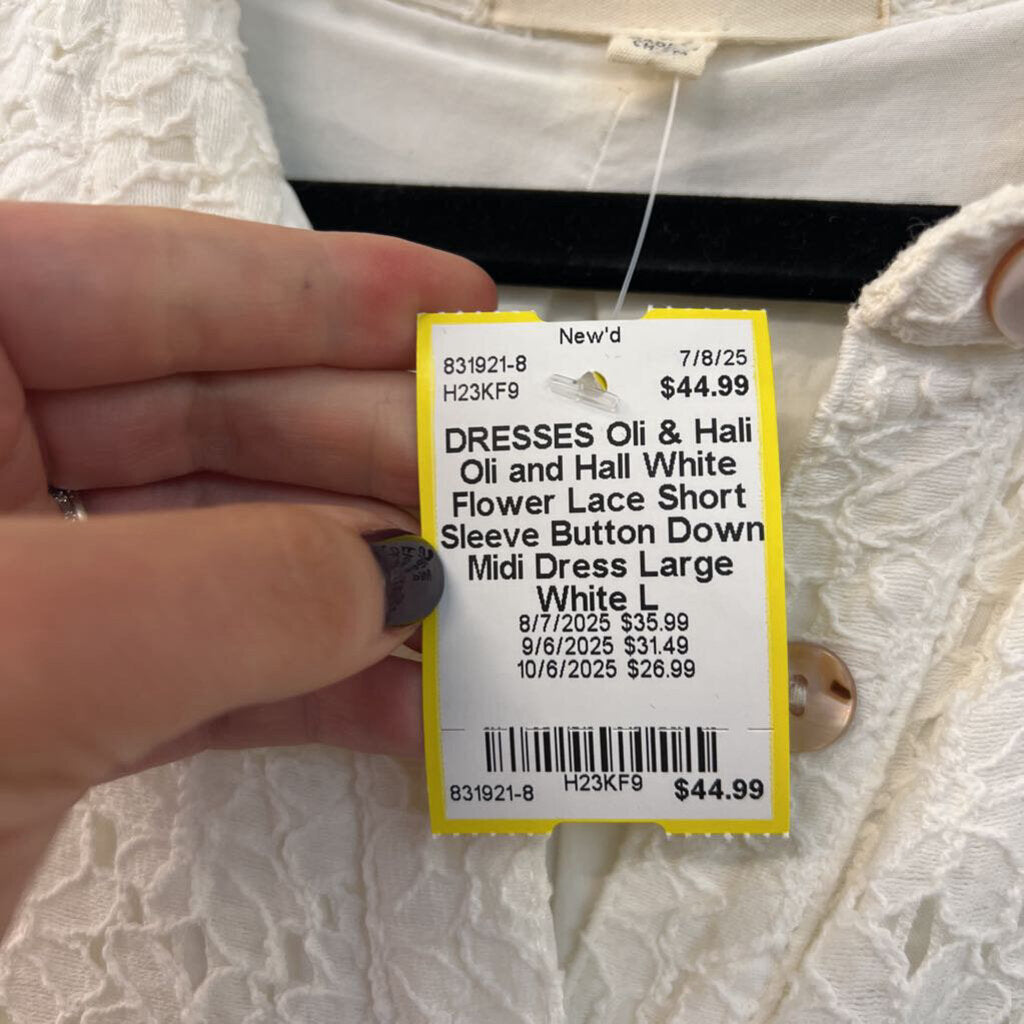 New'd
831921-8 7/8/25
H23KF9 $44.99
DRESSES Oli & Hali
Oli and Hall White
Flower Lace Short
Sleeve Button Down
Midi Dress Large
White L
8/7/2025 $35.99
9/6/2025 $31.49
10/6/2025 $26.99
831921-8 H23KF9 $44.99